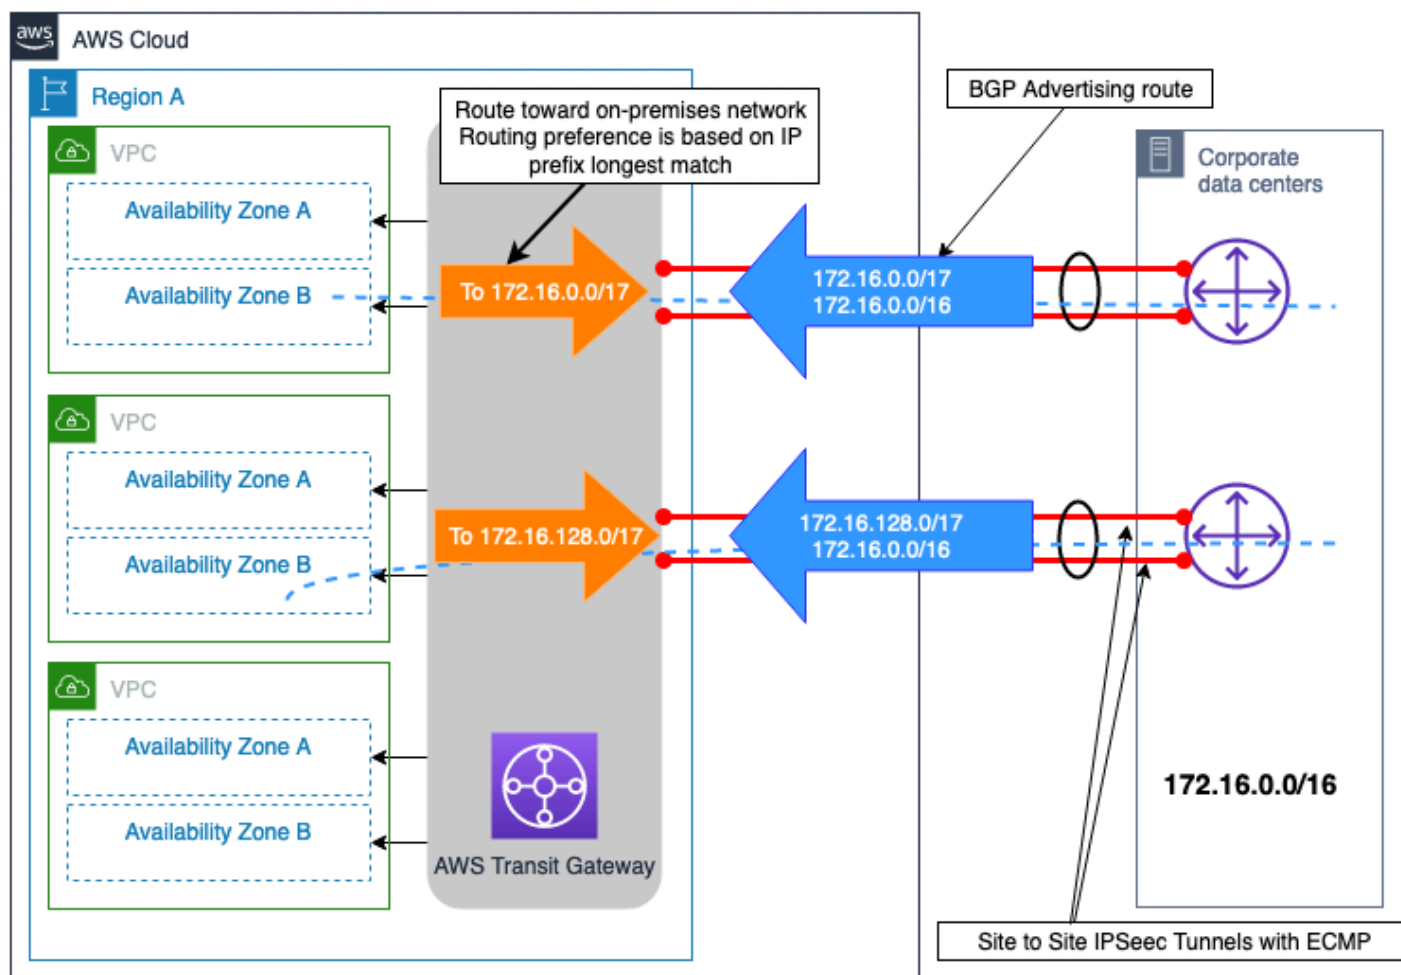 aws
AWS Cloud
Region A
BGP Advertising route
Route toward on-premises network
Routing preference is based on IP
prefix longest match
VPC
Availability Zone A
Availability Zone B
To 172.16.0.0/17
172.16.0.0/17
172.16.0.0/16
Corporate
data centers
VPC
Availability Zone A
Availability Zone B
To 172.16.128.0/17
172.16.128.0/17
172.16.0.0/16
VPC
Availability Zone A
Availability Zone B
AWS Transit Gateway
172.16.0.0/16
Site to Site IPSeec Tunnels with ECMP